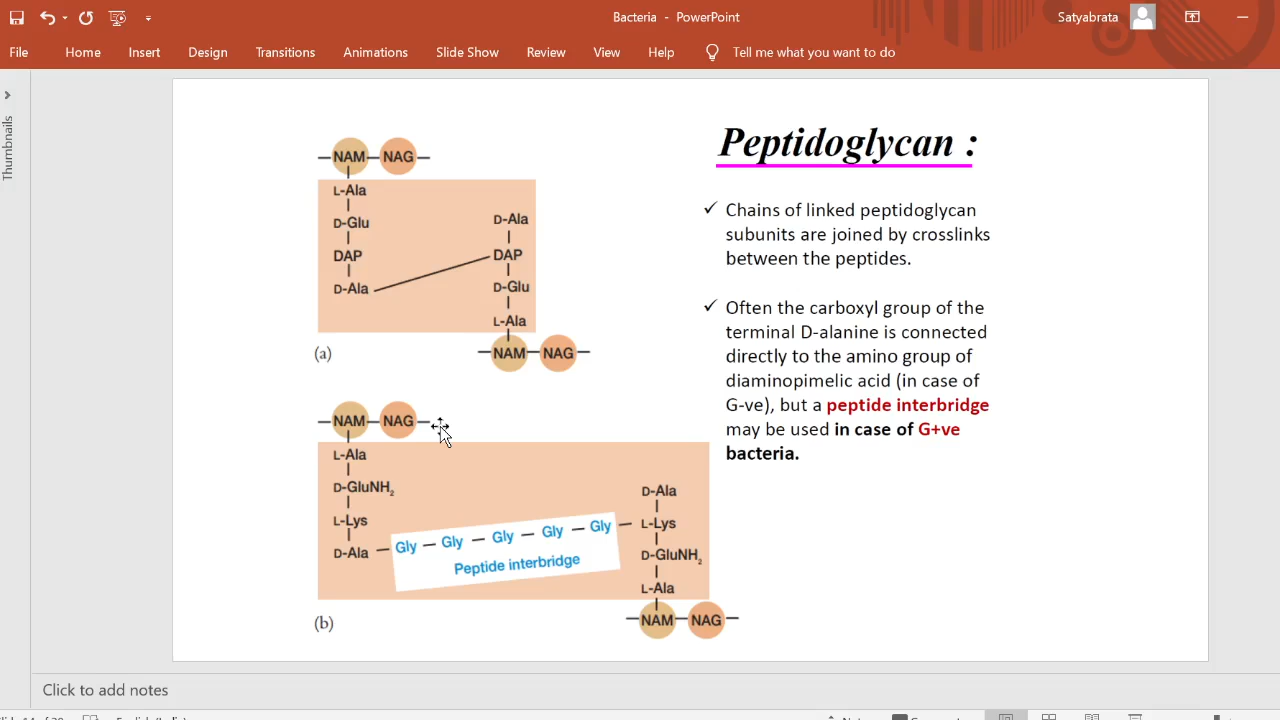 Bacteria - PowerPoint
Satyabrata
File Home Insert Design Transitions Animations Slide Show Review View Help Tell me what you want to do
Thumbnails
Peptidoglycan :
NAM NAG
L-Ala
D-Glu
DAP
D-Ala
D-Ala
DAP
D-Glu
L-Ala
NAM NAG
(a)
NAM NAG
L-Ala
D-GluNH2
L-Lys
D-Ala
Gly – Gly – Gly – Gly – Gly
Peptide interbridge
D-Ala
L-Lys
D-GluNH2
L-Ala
NAM NAG
(b)
✓ Chains of linked peptidoglycan
subunits are joined by crosslinks
between the peptides.
✓ Often the carboxyl group of the
terminal D-alanine is connected
directly to the amino group of
diaminopimelic acid (in case of
G-ve), but a peptide interbridge
may be used in case of G+ve
bacteria.
Click to add notes